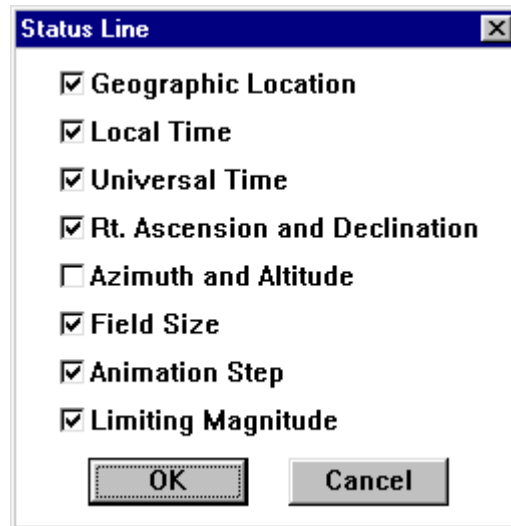 Status Line
Geographic Location
Local Time
Universal Time
Rt. Ascension and Declination
Azimuth and Altitude
Field Size
Animation Step
Limiting Magnitude
OK Cancel